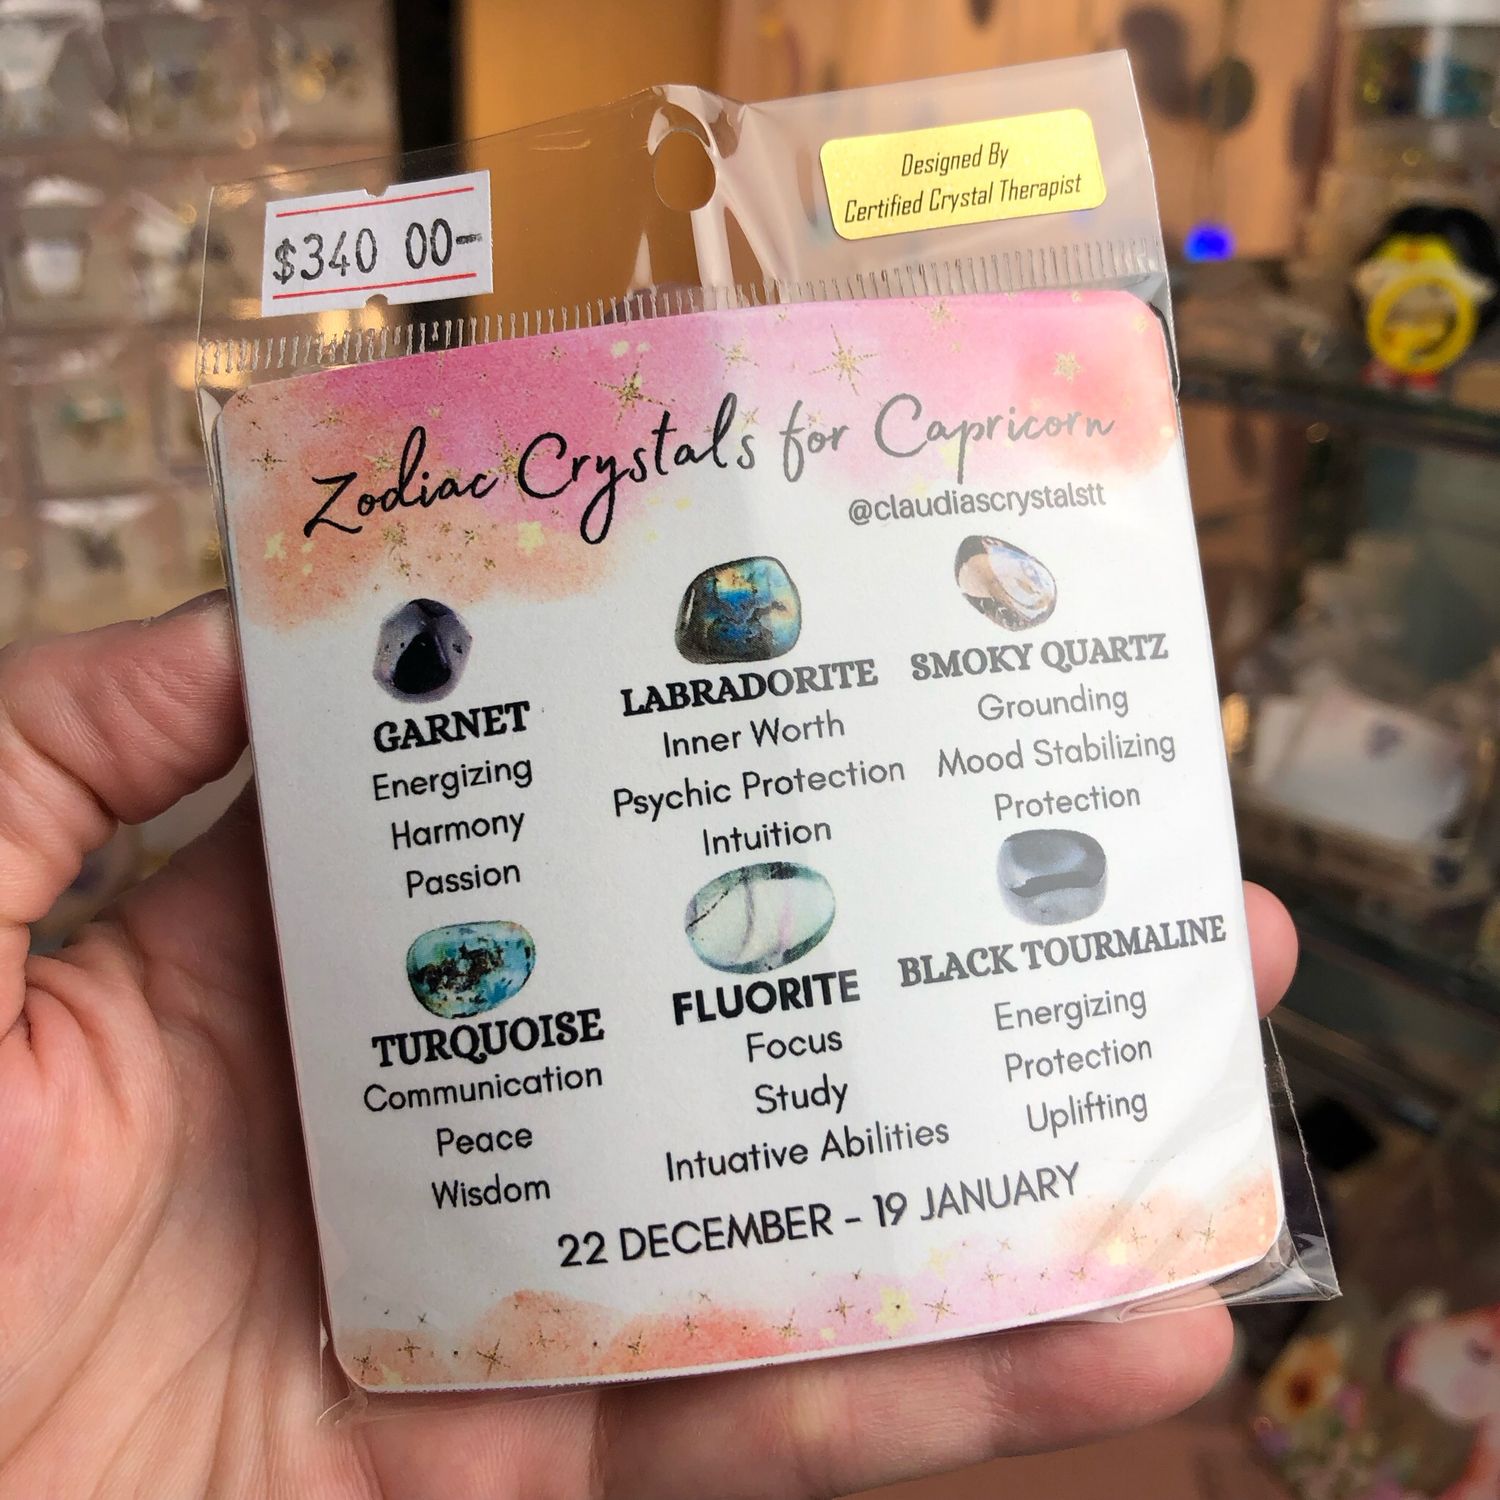 $340 00-
Designed By
Certified Crystal Therapist
Zodiac Crystals for Capricorn
@claudiascrystalstt
GARNET
Energizing
Harmony
Passion
LABRADORITE
Inner Worth
Psychic Protection
Intuition
SMOKY QUARTZ
Grounding
Mood Stabilizing
Protection
TURQUOISE
Communication
Peace
Wisdom
FLUORITE
Focus
Study
Intuative Abilities
BLACK TOURMALINE
Energizing
Protection
Uplifting
22 DECEMBER - 19 JANUARY